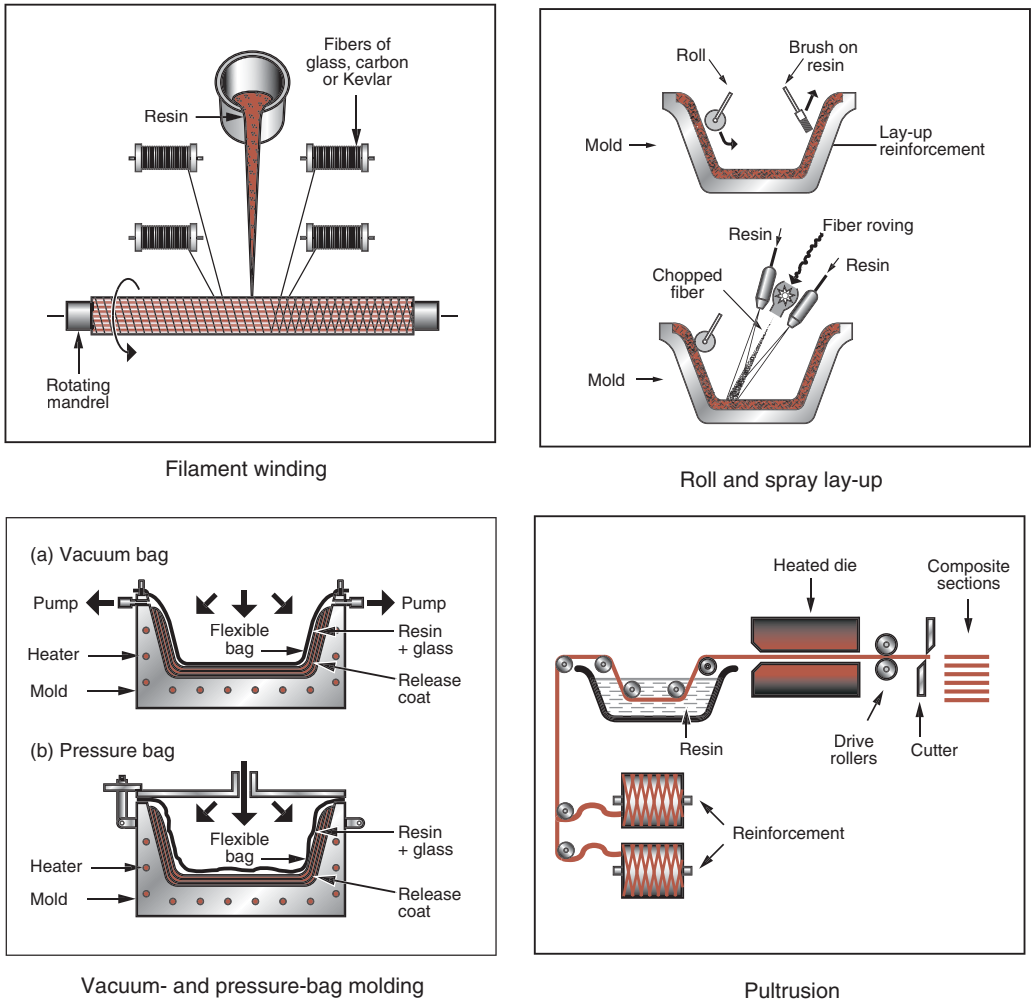 Fibers of
glass, carbon
or Kevlar
Resin
Rotating
mandrel
Filament winding
Roll
Brush on
resin
Mold
Lay-up
reinforcement
Resin
Fiber roving
Resin
Chopped
fiber
Mold
Roll and spray lay-up
(a) Vacuum bag
Pump
Pump
Flexible
bag
Resin
+ glass
Heater
Mold
Release
coat
(b) Pressure bag
Flexible
bag
Resin
+ glass
Heater
Mold
Release
coat
Vacuum- and pressure-bag molding
Heated die
Composite
sections
Resin
Drive
rollers
Cutter
Reinforcement
Pultrusion